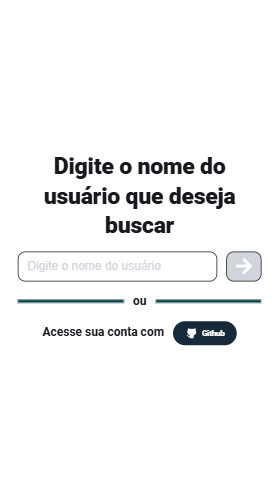 Digite o nome do
usuário que deseja
buscar
Digite o nome do usuário
ou
Acesse sua conta com Github